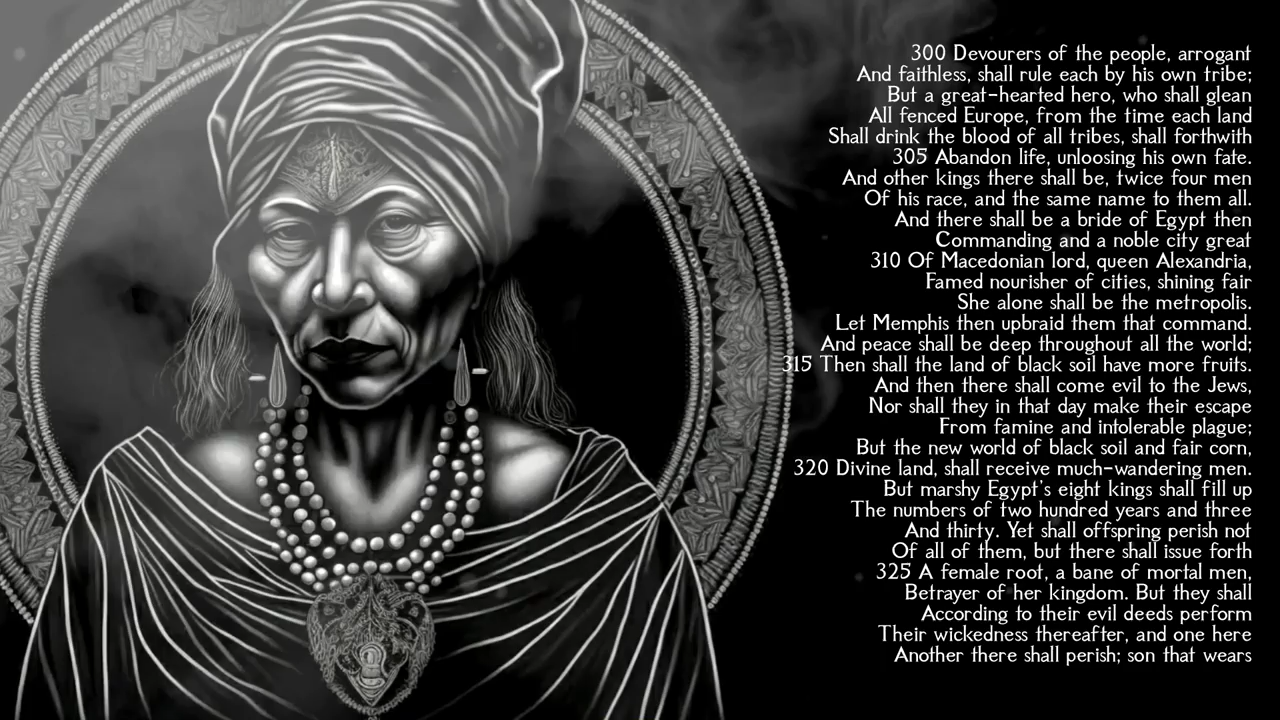 300 Devourers of the people, arrogant
And faithless, shall rule each by his own tribe;
But a great-hearted hero, who shall glean
All fenced Europe, from the time each land
Shall drink the blood of all tribes, shall forthwith
305 Abandon life, unloosing his own fate.
And other kings there shall be, twice four men
Of his race, and the same name to them all.
And there shall be a bride of Egypt then
Commanding and a noble city great
310 Of Macedonian lord, queen Alexandria,
Famed nourisher of cities, shining fair
She alone shall be the metropolis.
Let Memphis then upbraid them that command.
And peace shall be deep throughout all the world;
315 Then shall the land of black soil have more fruits.
And then there shall come evil to the Jews,
Nor shall they in that day make their escape
From famine and intolerable plague;
But the new world of black soil and fair corn,
320 Divine land, shall receive much-wandering men.
But marshy Egypt's eight kings shall fill up
The numbers of two hundred years and three
And thirty. Yet shall offspring perish not
Of all of them, but there shall issue forth
325 A female root, a bane of mortal men,
Betrayer of her kingdom. But they shall
According to their evil deeds perform
Their wickedness thereafter, and one here
Another there shall perish; son that wears